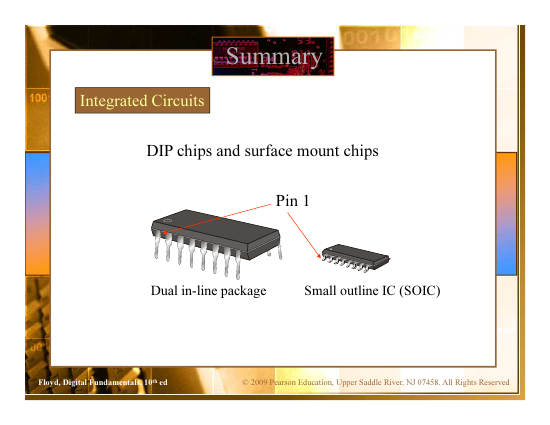 Summary
Integrated Circuits
DIP chips and surface mount chips
Pin 1
Dual in-line package
Small outline IC (SOIC)
Floyd, Digital Fundamentals, 10th ed
© 2009 Pearson Education, Upper Saddle River, NJ 07458. All Rights Reserved